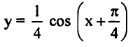 y = 1/4 cos (x + π/4)